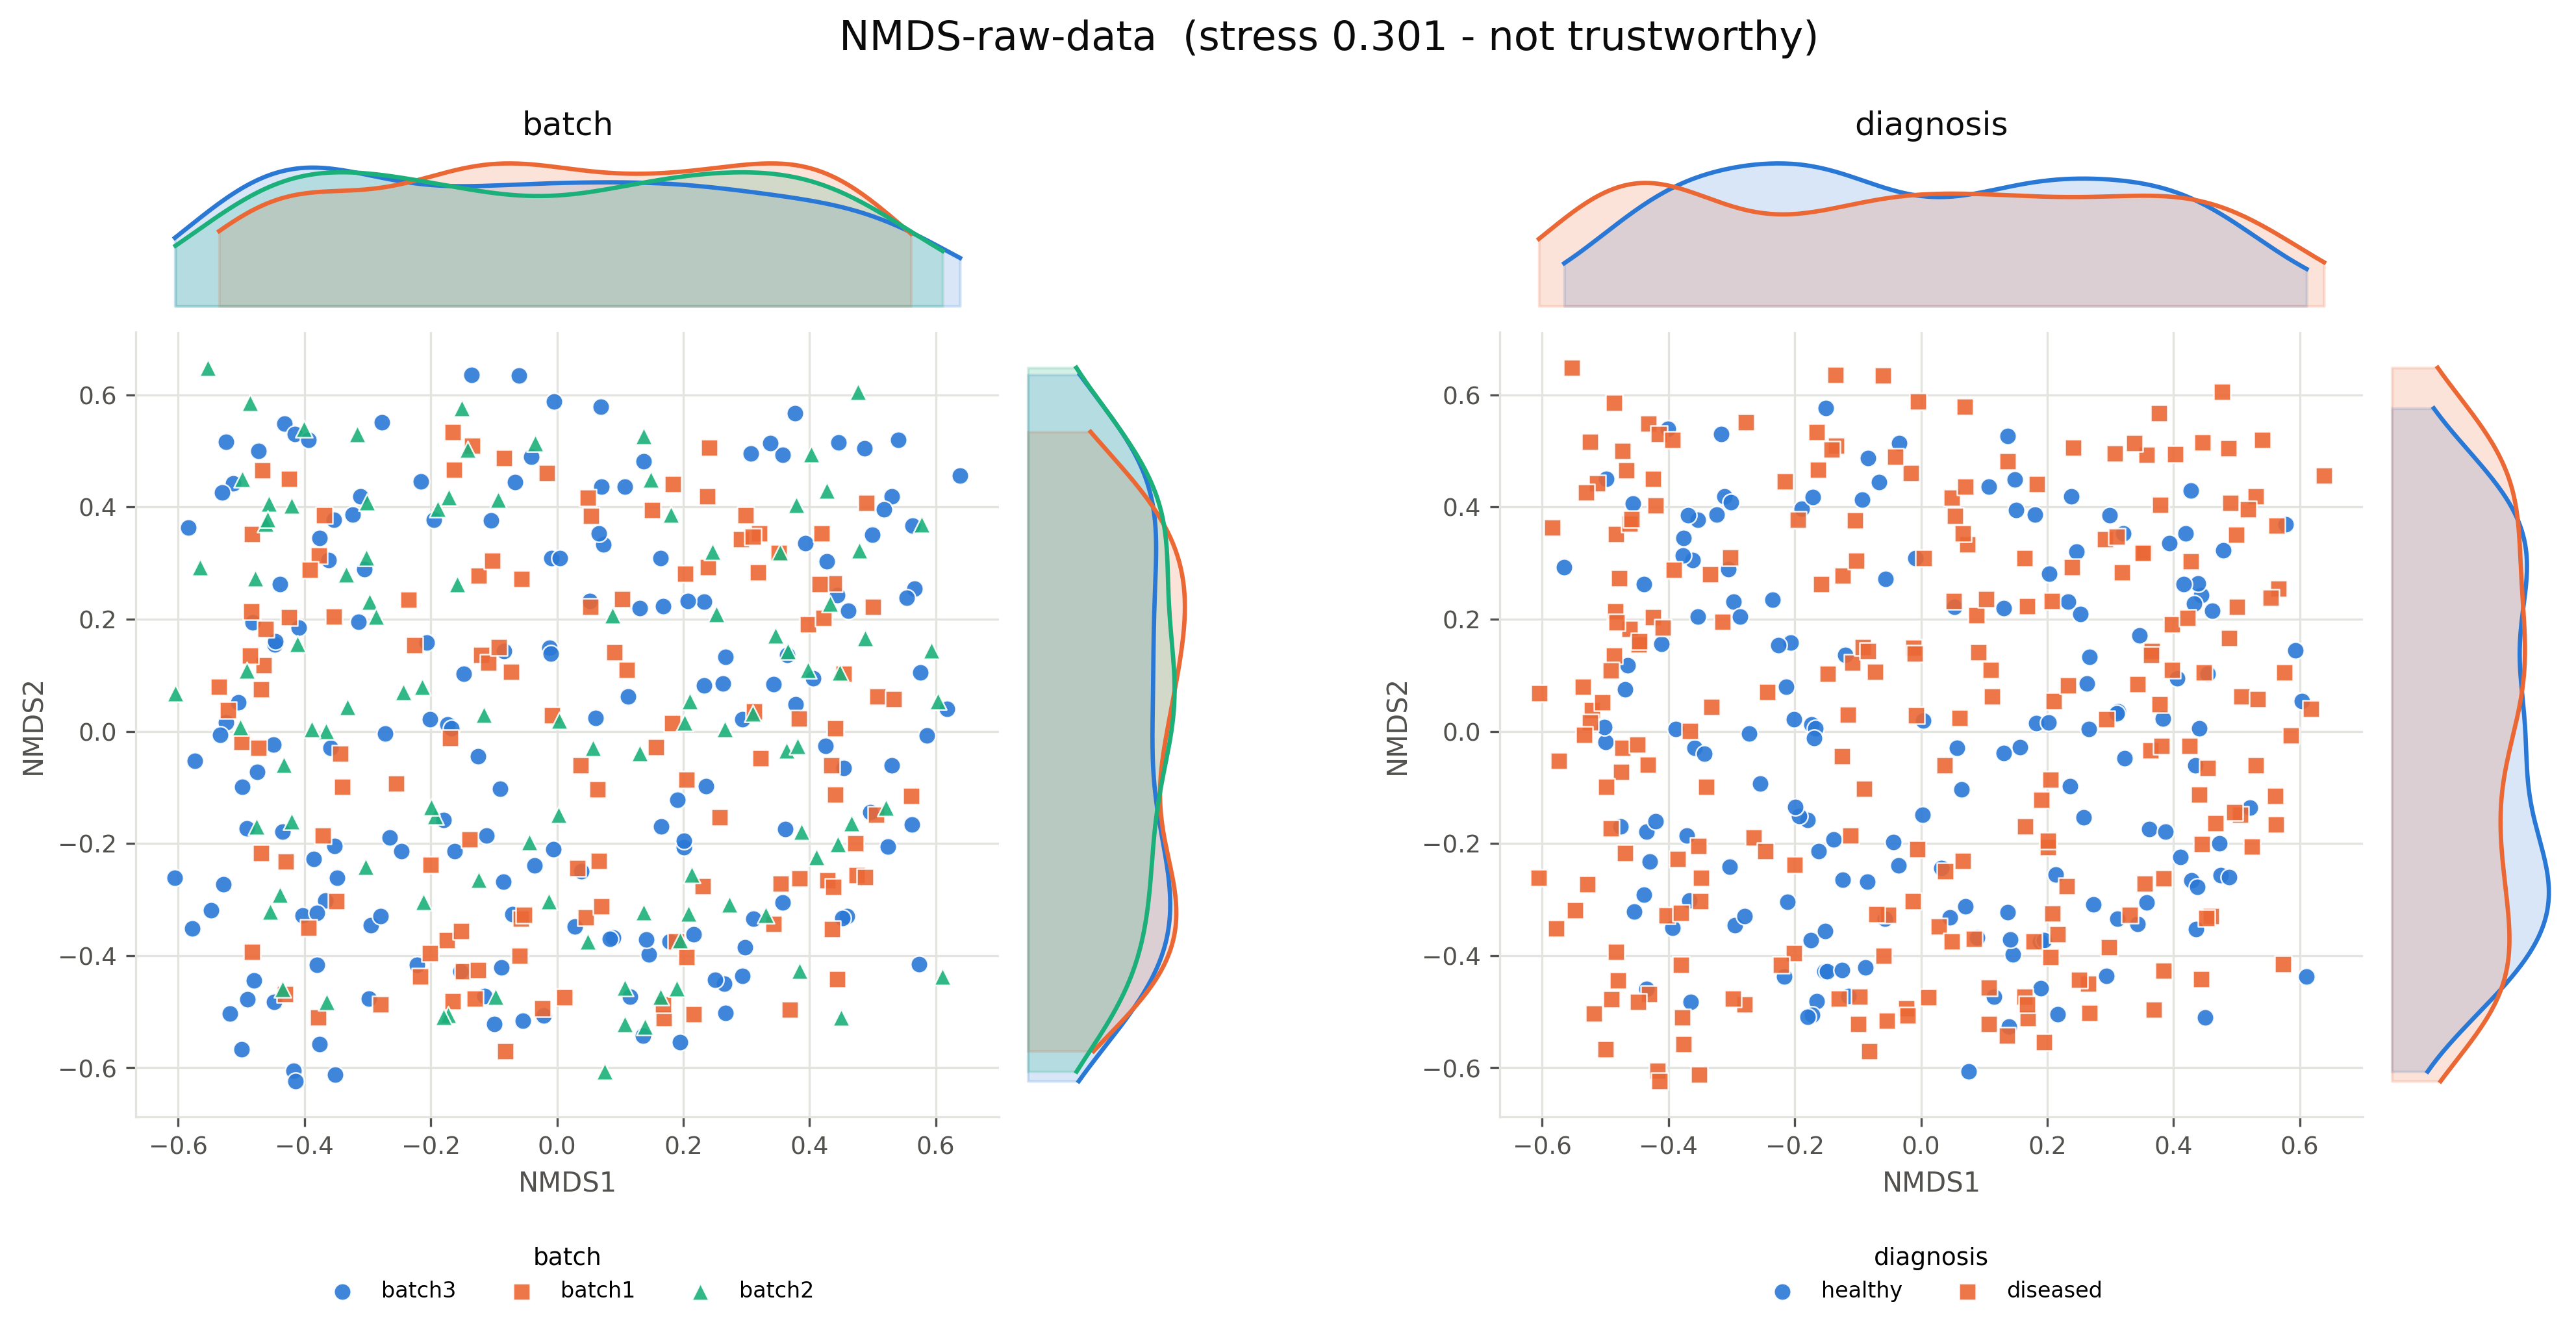 NMDS-raw-data  (stress 0.301 - not trustworthy)
batch
0.6
0.4
0.2
0.0
−0.2
−0.4
−0.6
NMDS2
−0.6 −0.4 −0.2 0.0 0.2 0.4 0.6
NMDS1
batch
batch3 batch1 batch2
diagnosis
0.6
0.4
0.2
0.0
−0.2
−0.4
−0.6
NMDS2
−0.6 −0.4 −0.2 0.0 0.2 0.4 0.6
NMDS1
diagnosis
healthy diseased